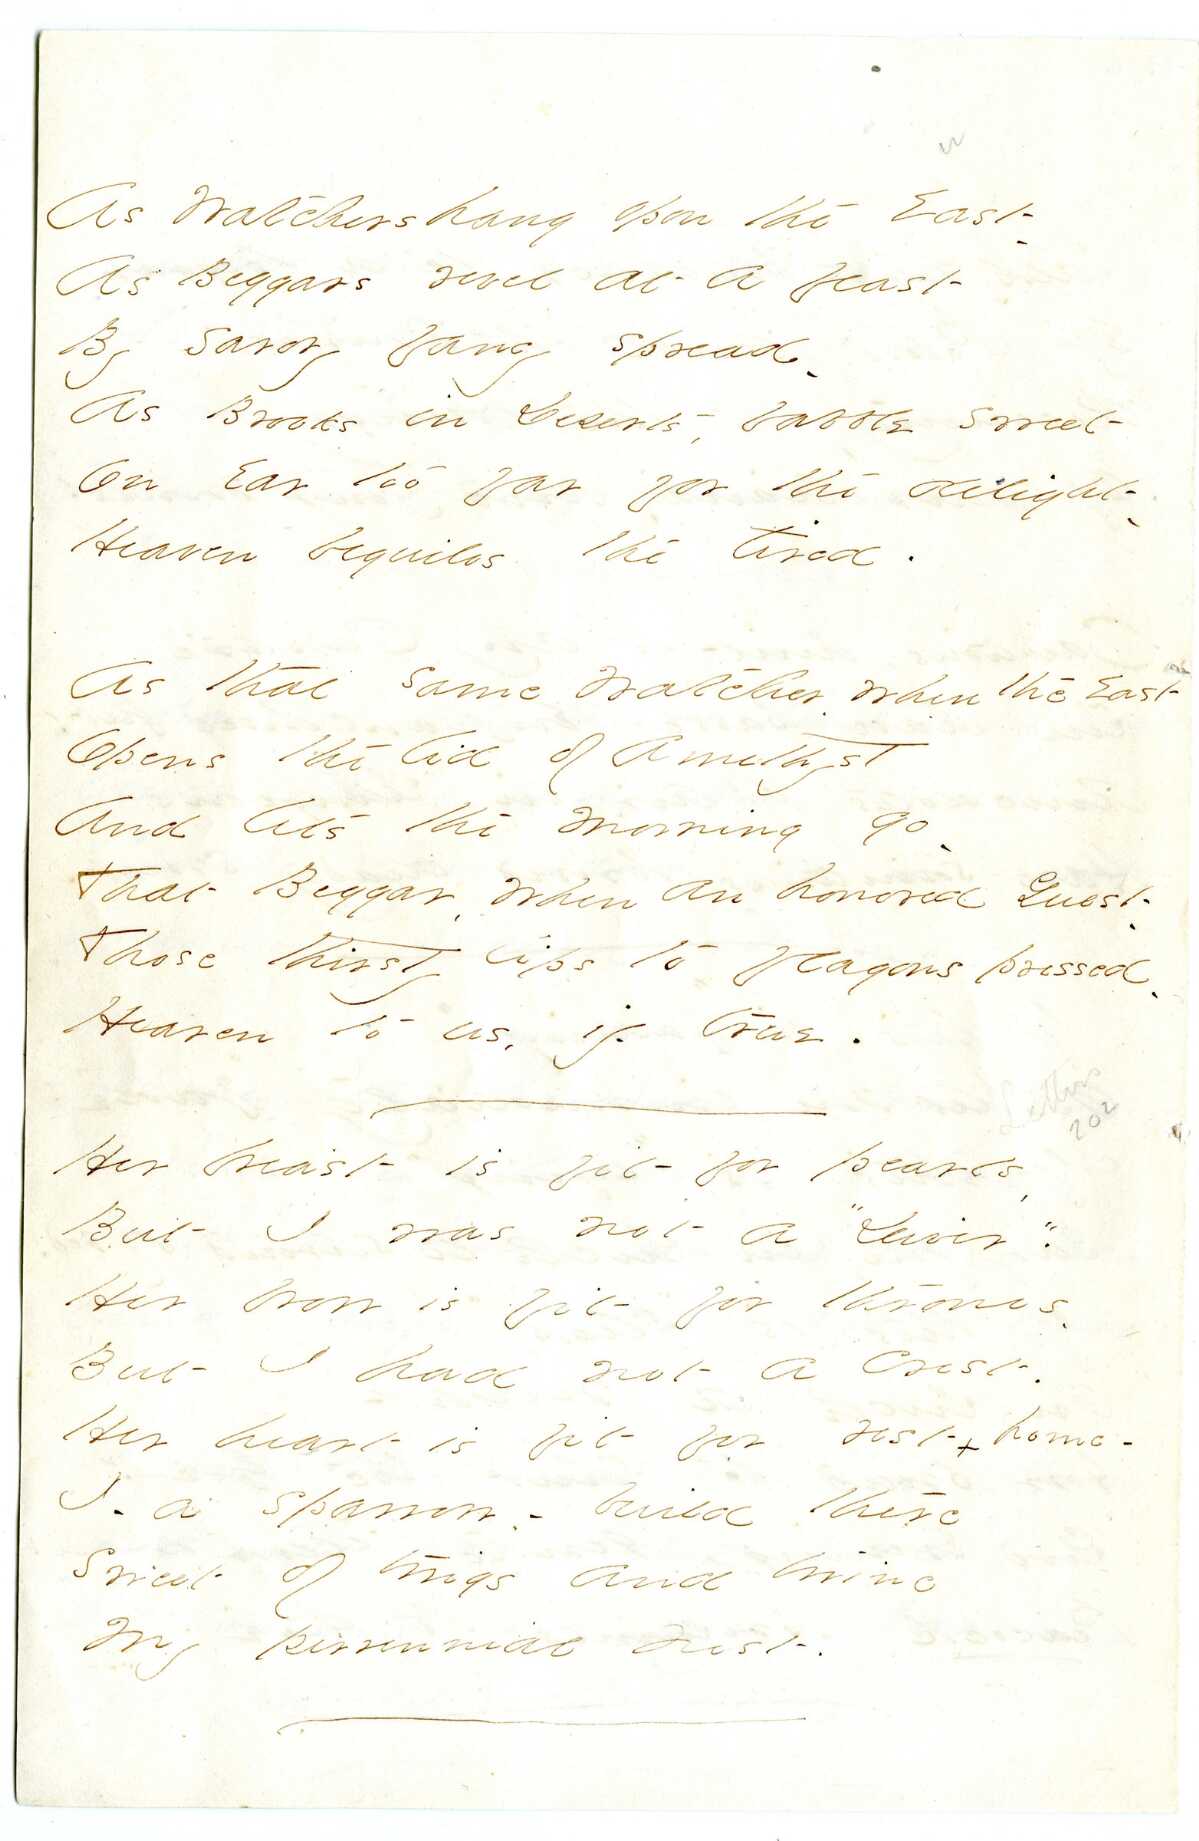 As Watchers hang upon the East -
As Beggars revel at a feast
By savory fancy spread -
As Brooks in Deserts, babble sweet
On Ear too far for the delight -
Heaven beguiles the tired.
As that same Watcher, when the East
Opens the lid of Amethyst
And lets the morning go -
That Beggar, when an honored Guest -
Those thirsty lips to flagons pressed -
Heaven to us, if true.
Letters
202
Her breast is fit for pearls,
But I was not a "Diver".
Her brow is fit for thrones -
But I had not a crest.
Her heart is fit for rest + home -
I - a sparrow - build there
Sweet of twigs and twine
My perrennial nest.